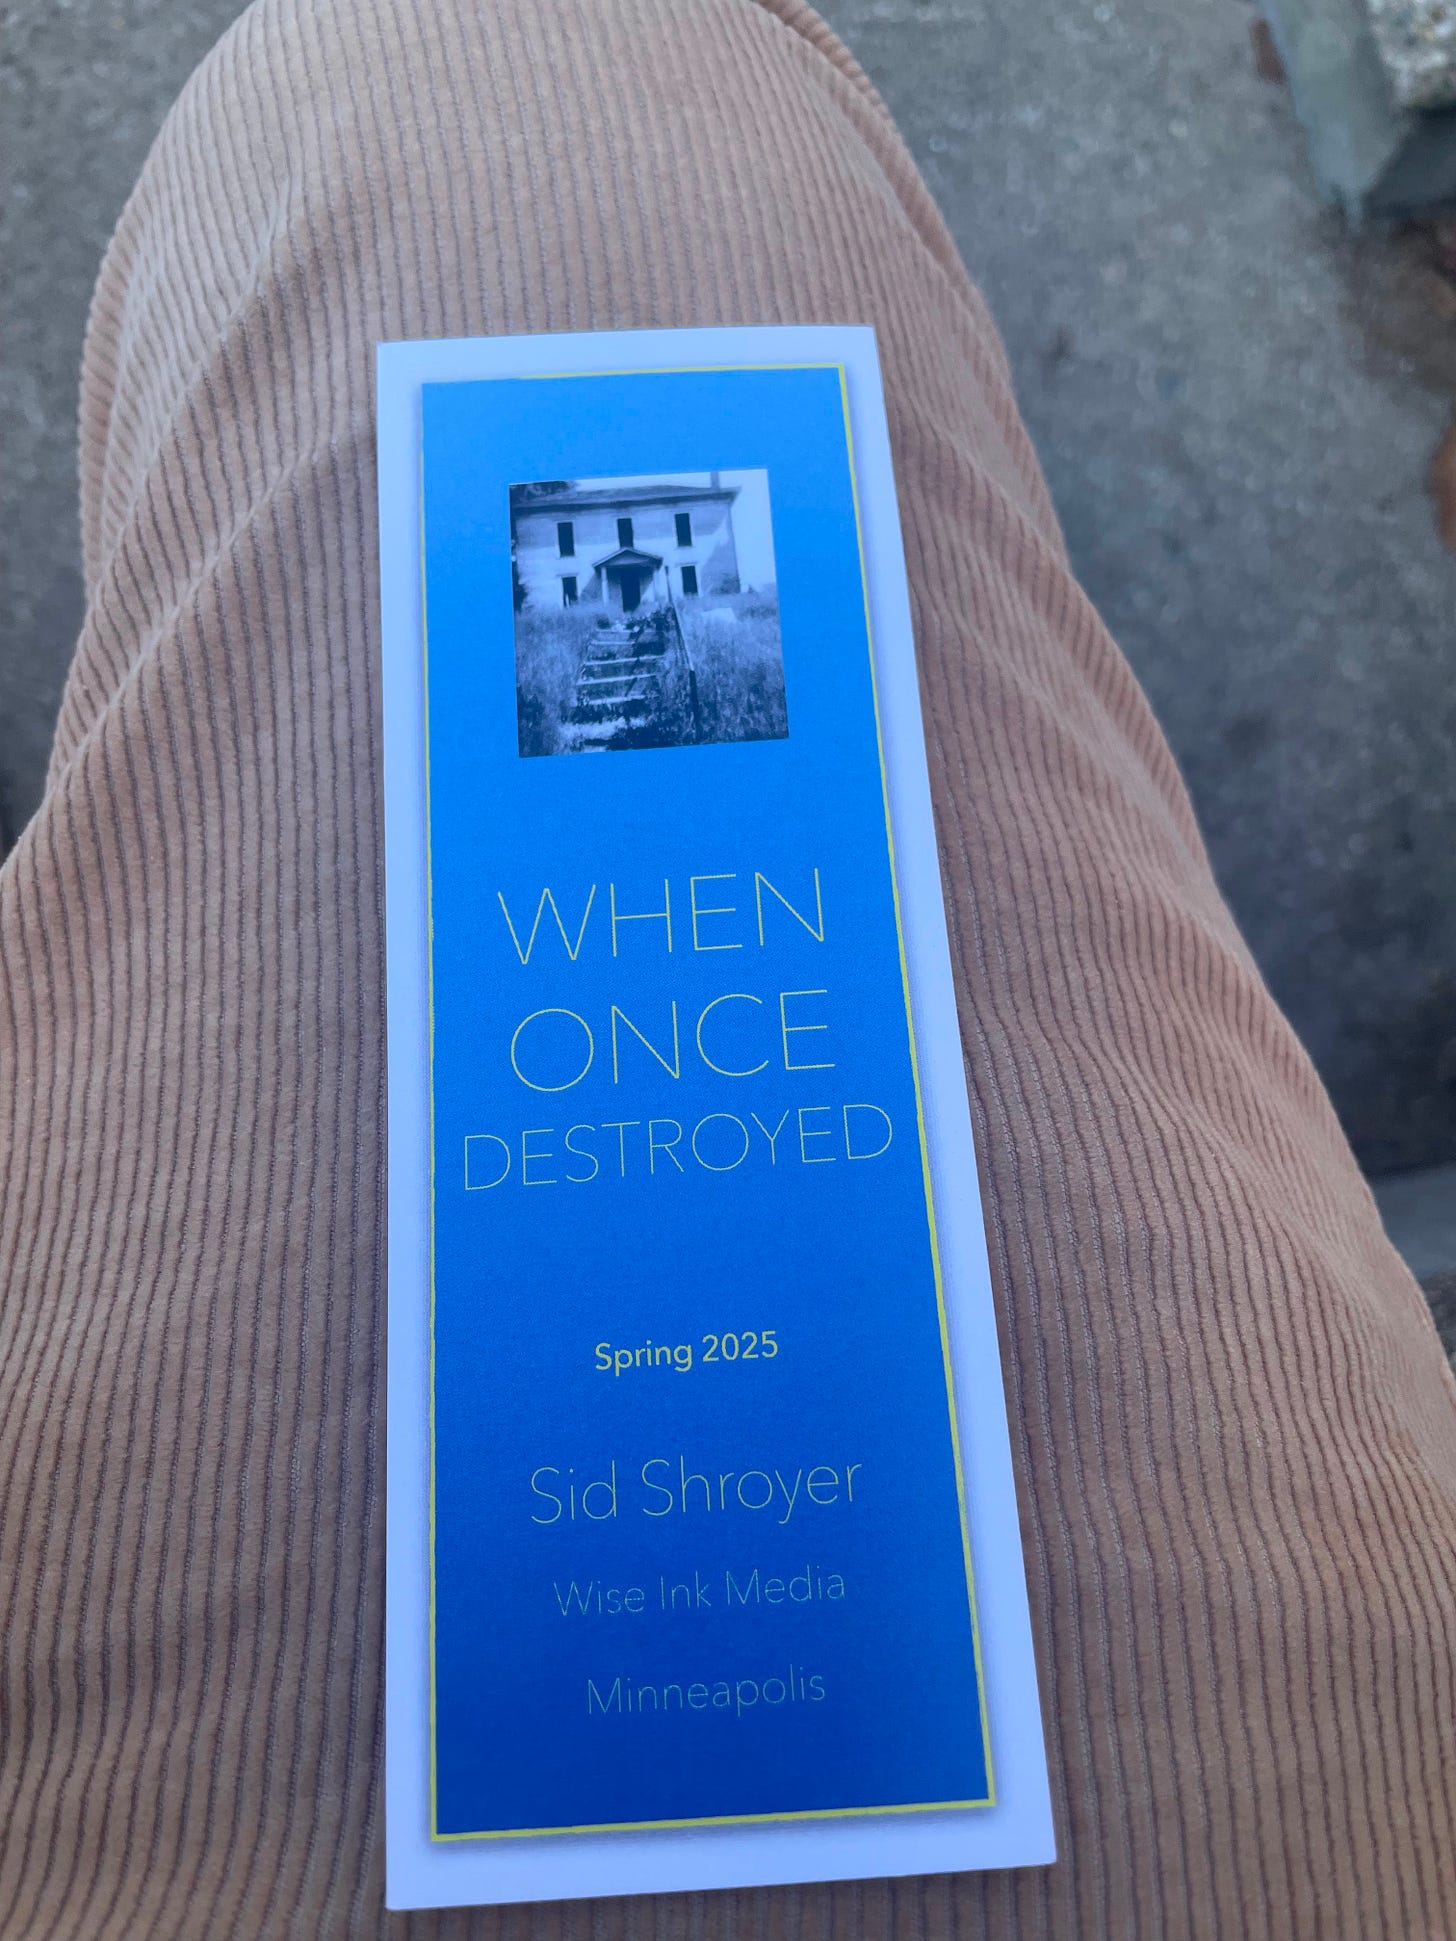 WHEN
ONCE
DESTROYED
Spring 2025
Sid Shroyer
Wise Ink Media
Minneapolis